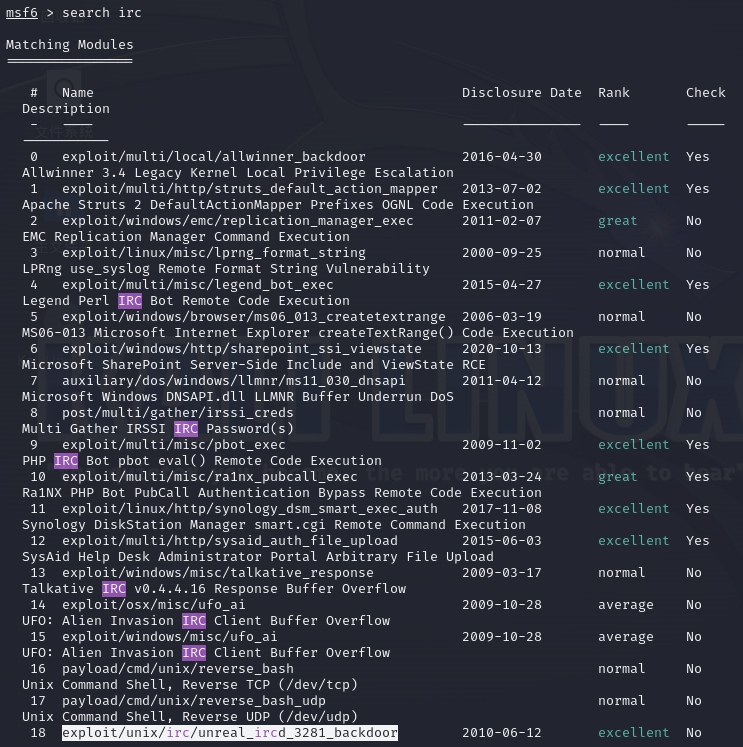 msf6 > search irc
Matching Modules
================
# Name Disclosure Date Rank Check
Description
- ---- --------------- ---- -----
-----------
0 exploit/multi/local/allwinner_backdoor 2016-04-30 excellent Yes
Allwinner 3.4 Legacy Kernel Local Privilege Escalation
1 exploit/multi/http/struts_default_action_mapper 2013-07-02 excellent Yes
Apache Struts 2 DefaultActionMapper Prefixes OGNL Code Execution
2 exploit/windows/emc/replication_manager_exec 2011-02-07 great No
EMC Replication Manager Command Execution
3 exploit/linux/misc/lprng_format_string 2000-09-25 normal No
LPRng use_syslog Remote Format String Vulnerability
4 exploit/multi/misc/legend_bot_exec 2015-04-27 excellent Yes
Legend Perl IRC Bot Remote Code Execution
5 exploit/windows/browser/ms06_013_createtextrange 2006-03-19 normal No
MS06-013 Microsoft Internet Explorer createTextRange() Code Execution
6 exploit/windows/http/sharepoint_ssi_viewstate 2020-10-13 excellent Yes
Microsoft SharePoint Server-Side Include and ViewState RCE
7 auxiliary/dos/windows/llmnr/ms11_030_dnsapi 2011-04-12 normal No
Microsoft Windows DNSAPI.dll LLMNR Buffer Underrun DoS
8 post/multi/gather/irssi_creds normal No
Multi Gather IRSSI IRC Password(s)
9 exploit/multi/misc/pbot_exec 2009-11-02 excellent Yes
PHP IRC Bot pbot eval() Remote Code Execution
10 exploit/multi/misc/ra1nx_pubcall_exec 2013-03-24 great Yes
Ra1NX PHP Bot PubCall Authentication Bypass Remote Code Execution
11 exploit/linux/http/synology_dsm_smart_exec_auth 2017-11-08 excellent Yes
Synology DiskStation Manager smart.cgi Remote Command Execution
12 exploit/multi/http/sysaid_auth_file_upload 2015-06-03 excellent Yes
SysAid Help Desk Administrator Portal Arbitrary File Upload
13 exploit/windows/misc/talkative_response 2009-03-17 normal No
Talkative IRC v0.4.4.16 Response Buffer Overflow
14 exploit/osx/misc/ufo_ai 2009-10-28 average No
UFO: Alien Invasion IRC Client Buffer Overflow
15 exploit/windows/misc/ufo_ai 2009-10-28 average No
UFO: Alien Invasion IRC Client Buffer Overflow
16 payload/cmd/unix/reverse_bash normal No
Unix Command Shell, Reverse TCP (/dev/tcp)
17 payload/cmd/unix/reverse_bash_udp normal No
Unix Command Shell, Reverse UDP (/dev/udp)
18 exploit/unix/irc/unreal_ircd_3281_backdoor 2010-06-12 excellent No